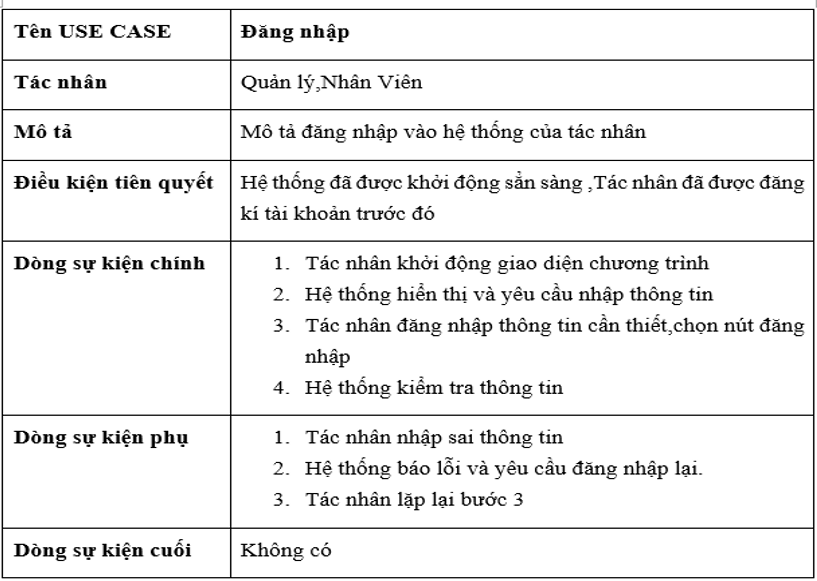 Tên USE CASE
Đăng nhập
Tác nhân
Quản lý,Nhân Viên
Mô tả
Mô tả đăng nhập vào hệ thống của tác nhân
Điều kiện tiên quyết
Hệ thống đã được khởi động sẳn sàng ,Tác nhân đã được đăng
kí tài khoản trước đó
Dòng sự kiện chính
1. Tác nhân khởi động giao diện chương trình
2. Hệ thống hiển thị và yêu cầu nhập thông tin
3. Tác nhân đăng nhập thông tin cần thiết,chọn nút đăng
nhập
4. Hệ thống kiểm tra thông tin
Dòng sự kiện phụ
1. Tác nhân nhập sai thông tin
2. Hệ thống báo lỗi và yêu cầu đăng nhập lại.
3. Tác nhân lặp lại bước 3
Dòng sự kiện cuối
Không có